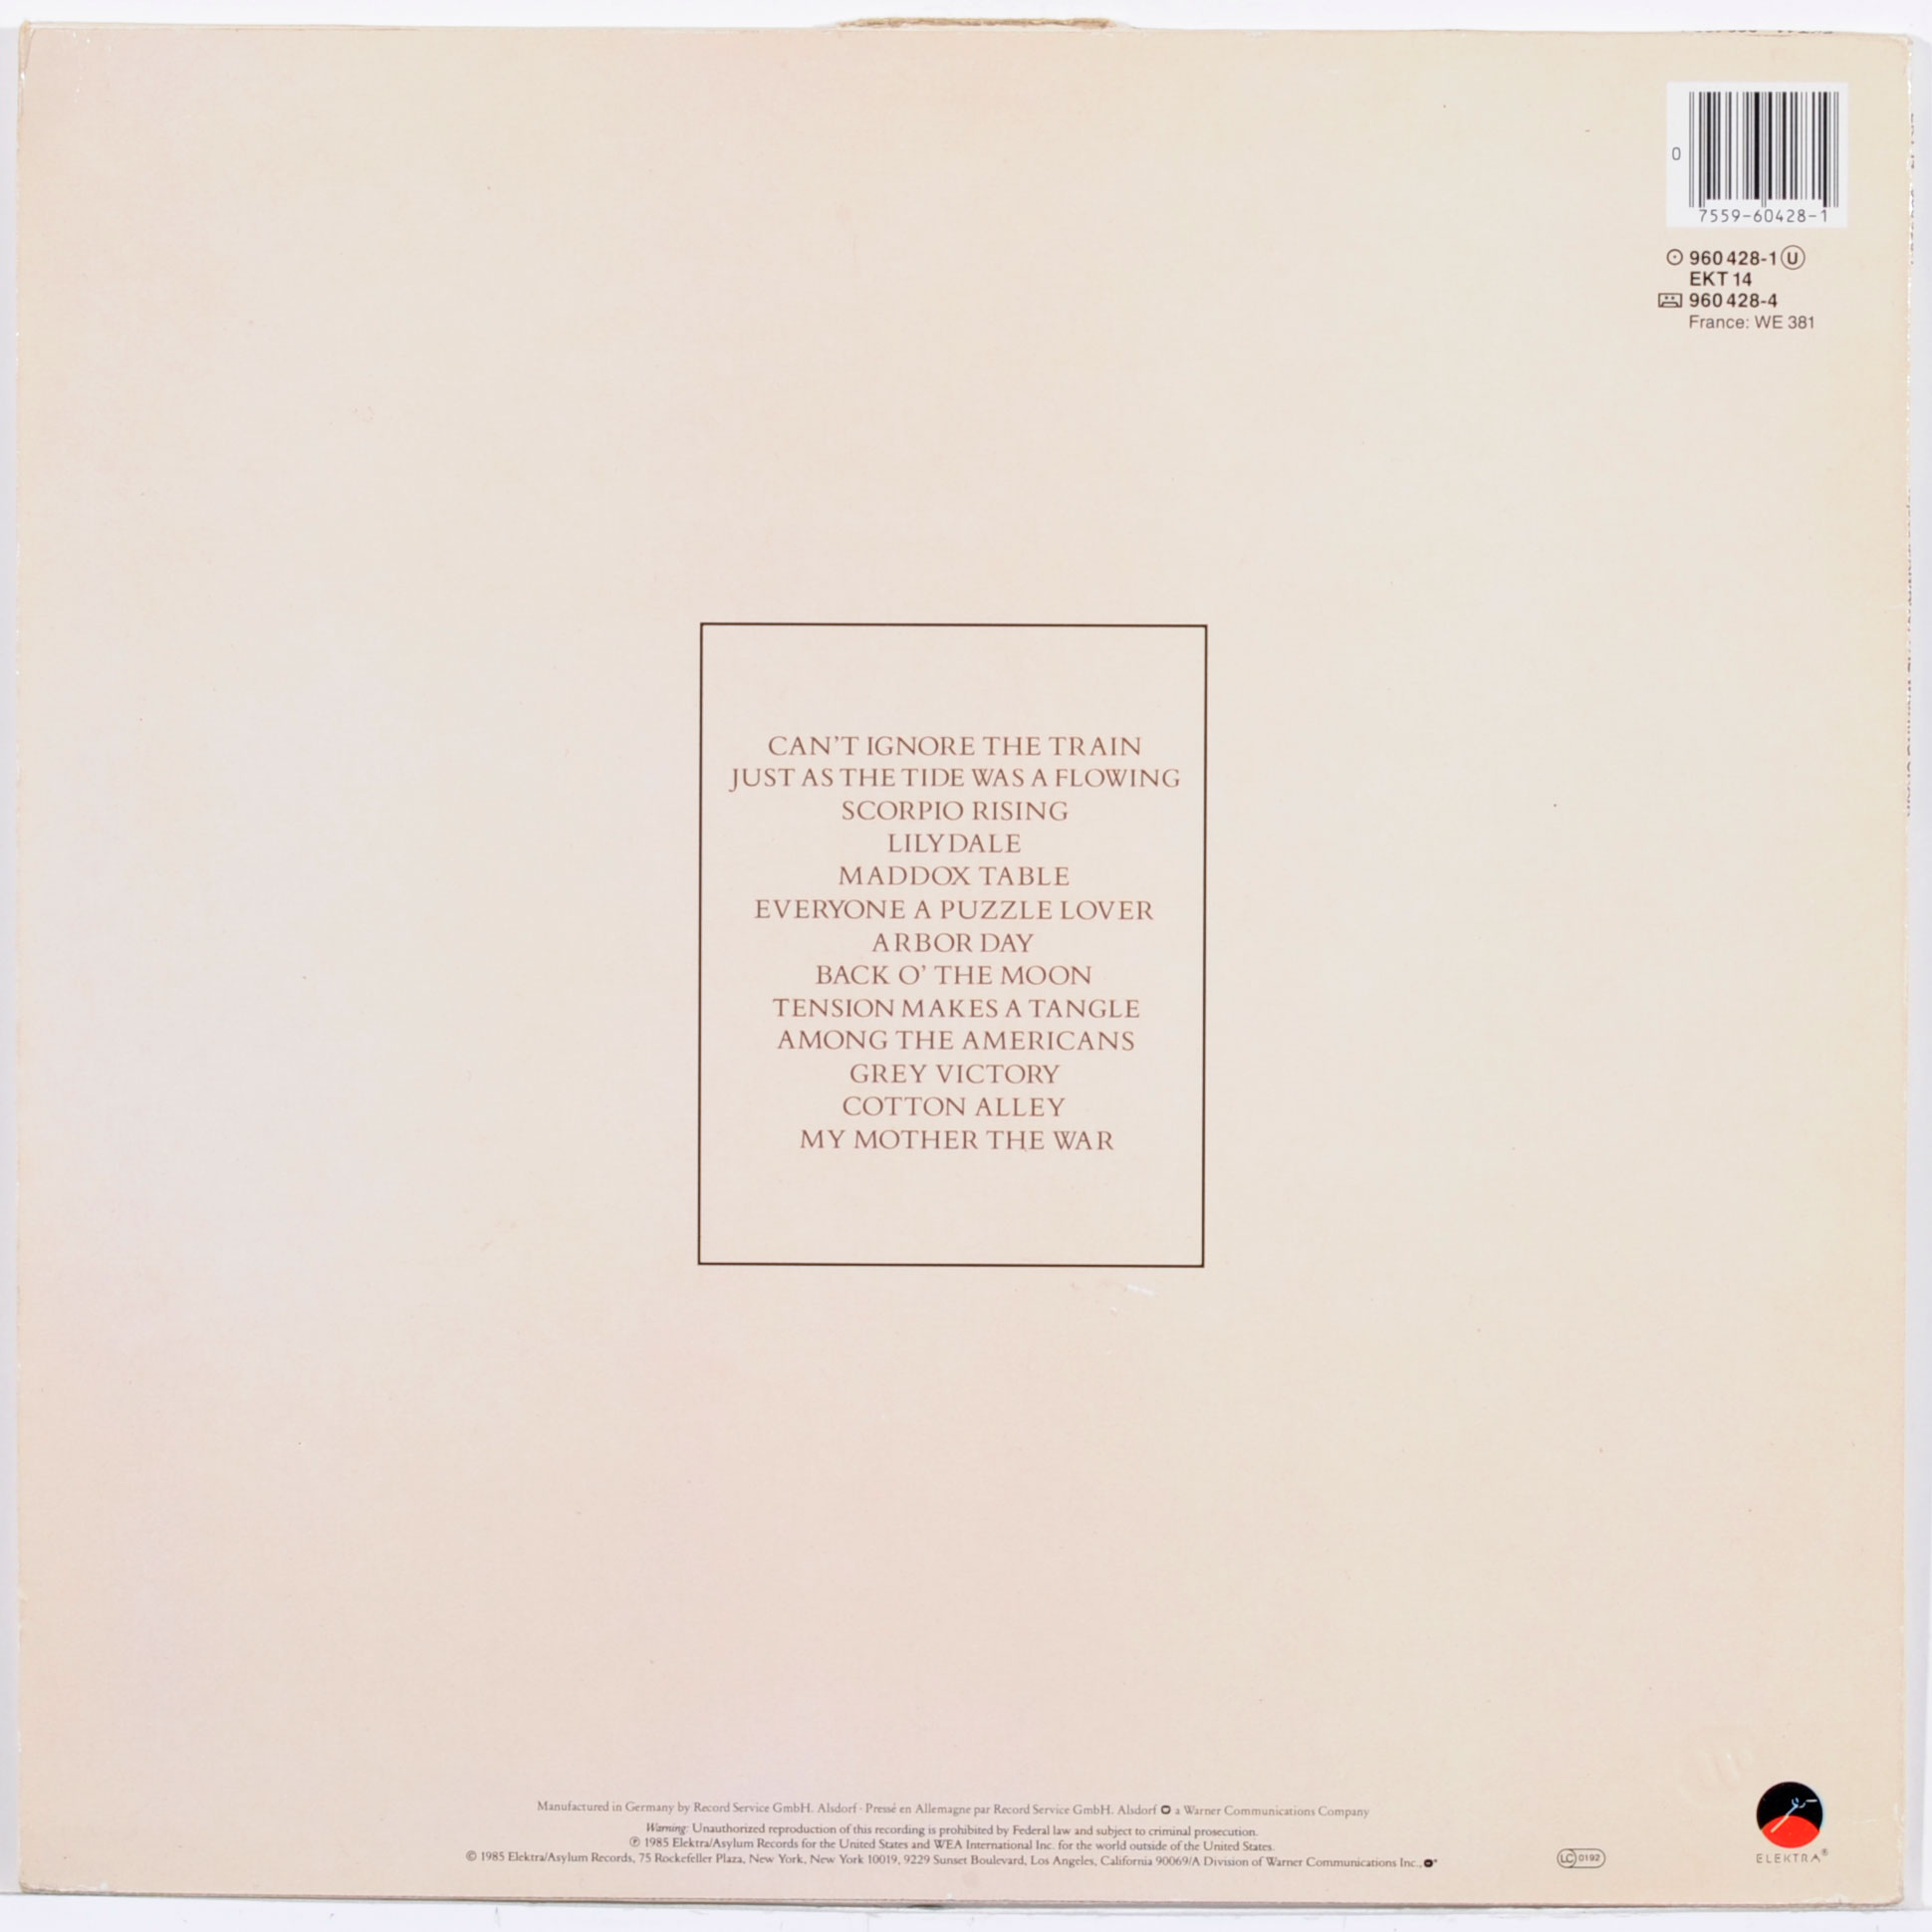 0
7559-60428-1
960 428-1 U
EKT 14
960 428-4
France: WE 381
CAN'T IGNORE THE TRAIN
JUST AS THE TIDE WAS A FLOWING
SCORPIO RISING
LILYDALE
MADDOX TABLE
EVERYONE A PUZZLE LOVER
ARBOR DAY
BACK O' THE MOON
TENSION MAKES A TANGLE
AMONG THE AMERICANS
GREY VICTORY
COTTON ALLEY
MY MOTHER THE WAR
Manufactured in Germany by Record Service GmbH. Alsdorf · Pressé en Allemagne par Record Service GmbH. Alsdorf a Warner Communications Company
Warning: Unauthorized reproduction of this recording is prohibited by Federal law and subject to criminal prosecution.
℗ 1985 Elektra/Asylum Records for the United States and WEA International Inc. for the world outside of the United States.
© 1985 Elektra/Asylum Records, 75 Rockefeller Plaza, New York, New York 10019, 9229 Sunset Boulevard, Los Angeles, California 90069/A Division of Warner Communications Inc.,
LC 0192
ELEKTRA®